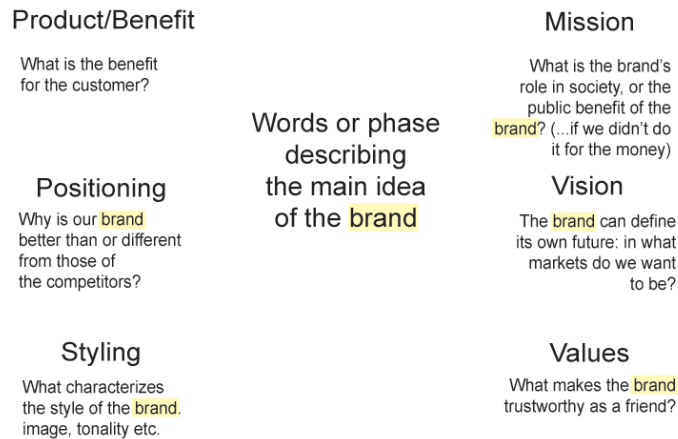 Product/Benefit
What is the benefit
for the customer?
Positioning
Why is our brand
better than or different
from those of
the competitors?
Styling
What characterizes
the style of the brand.
image, tonality etc.
Words or phase
describing
the main idea
of the brand
Mission
What is the brand's
role in society, or the
public benefit of the
brand? (...if we didn't do
it for the money)
Vision
The brand can define
its own future: in what
markets do we want
to be?
Values
What makes the brand
trustworthy as a friend?